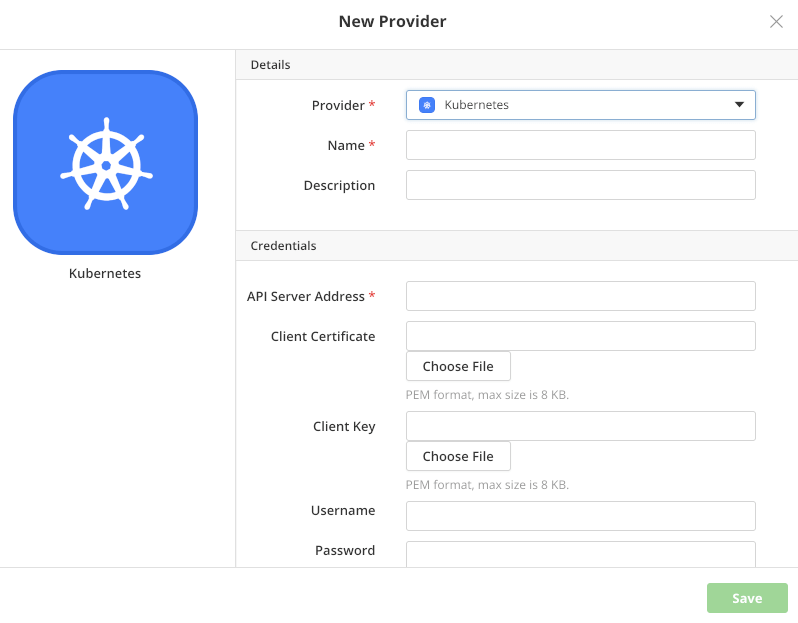 New Provider
Kubernetes
Details
Provider *
Kubernetes
Name *
Description
Credentials
API Server Address *
Client Certificate
Choose File
PEM format, max size is 8 KB.
Client Key
Choose File
PEM format, max size is 8 KB.
Username
Password
Save